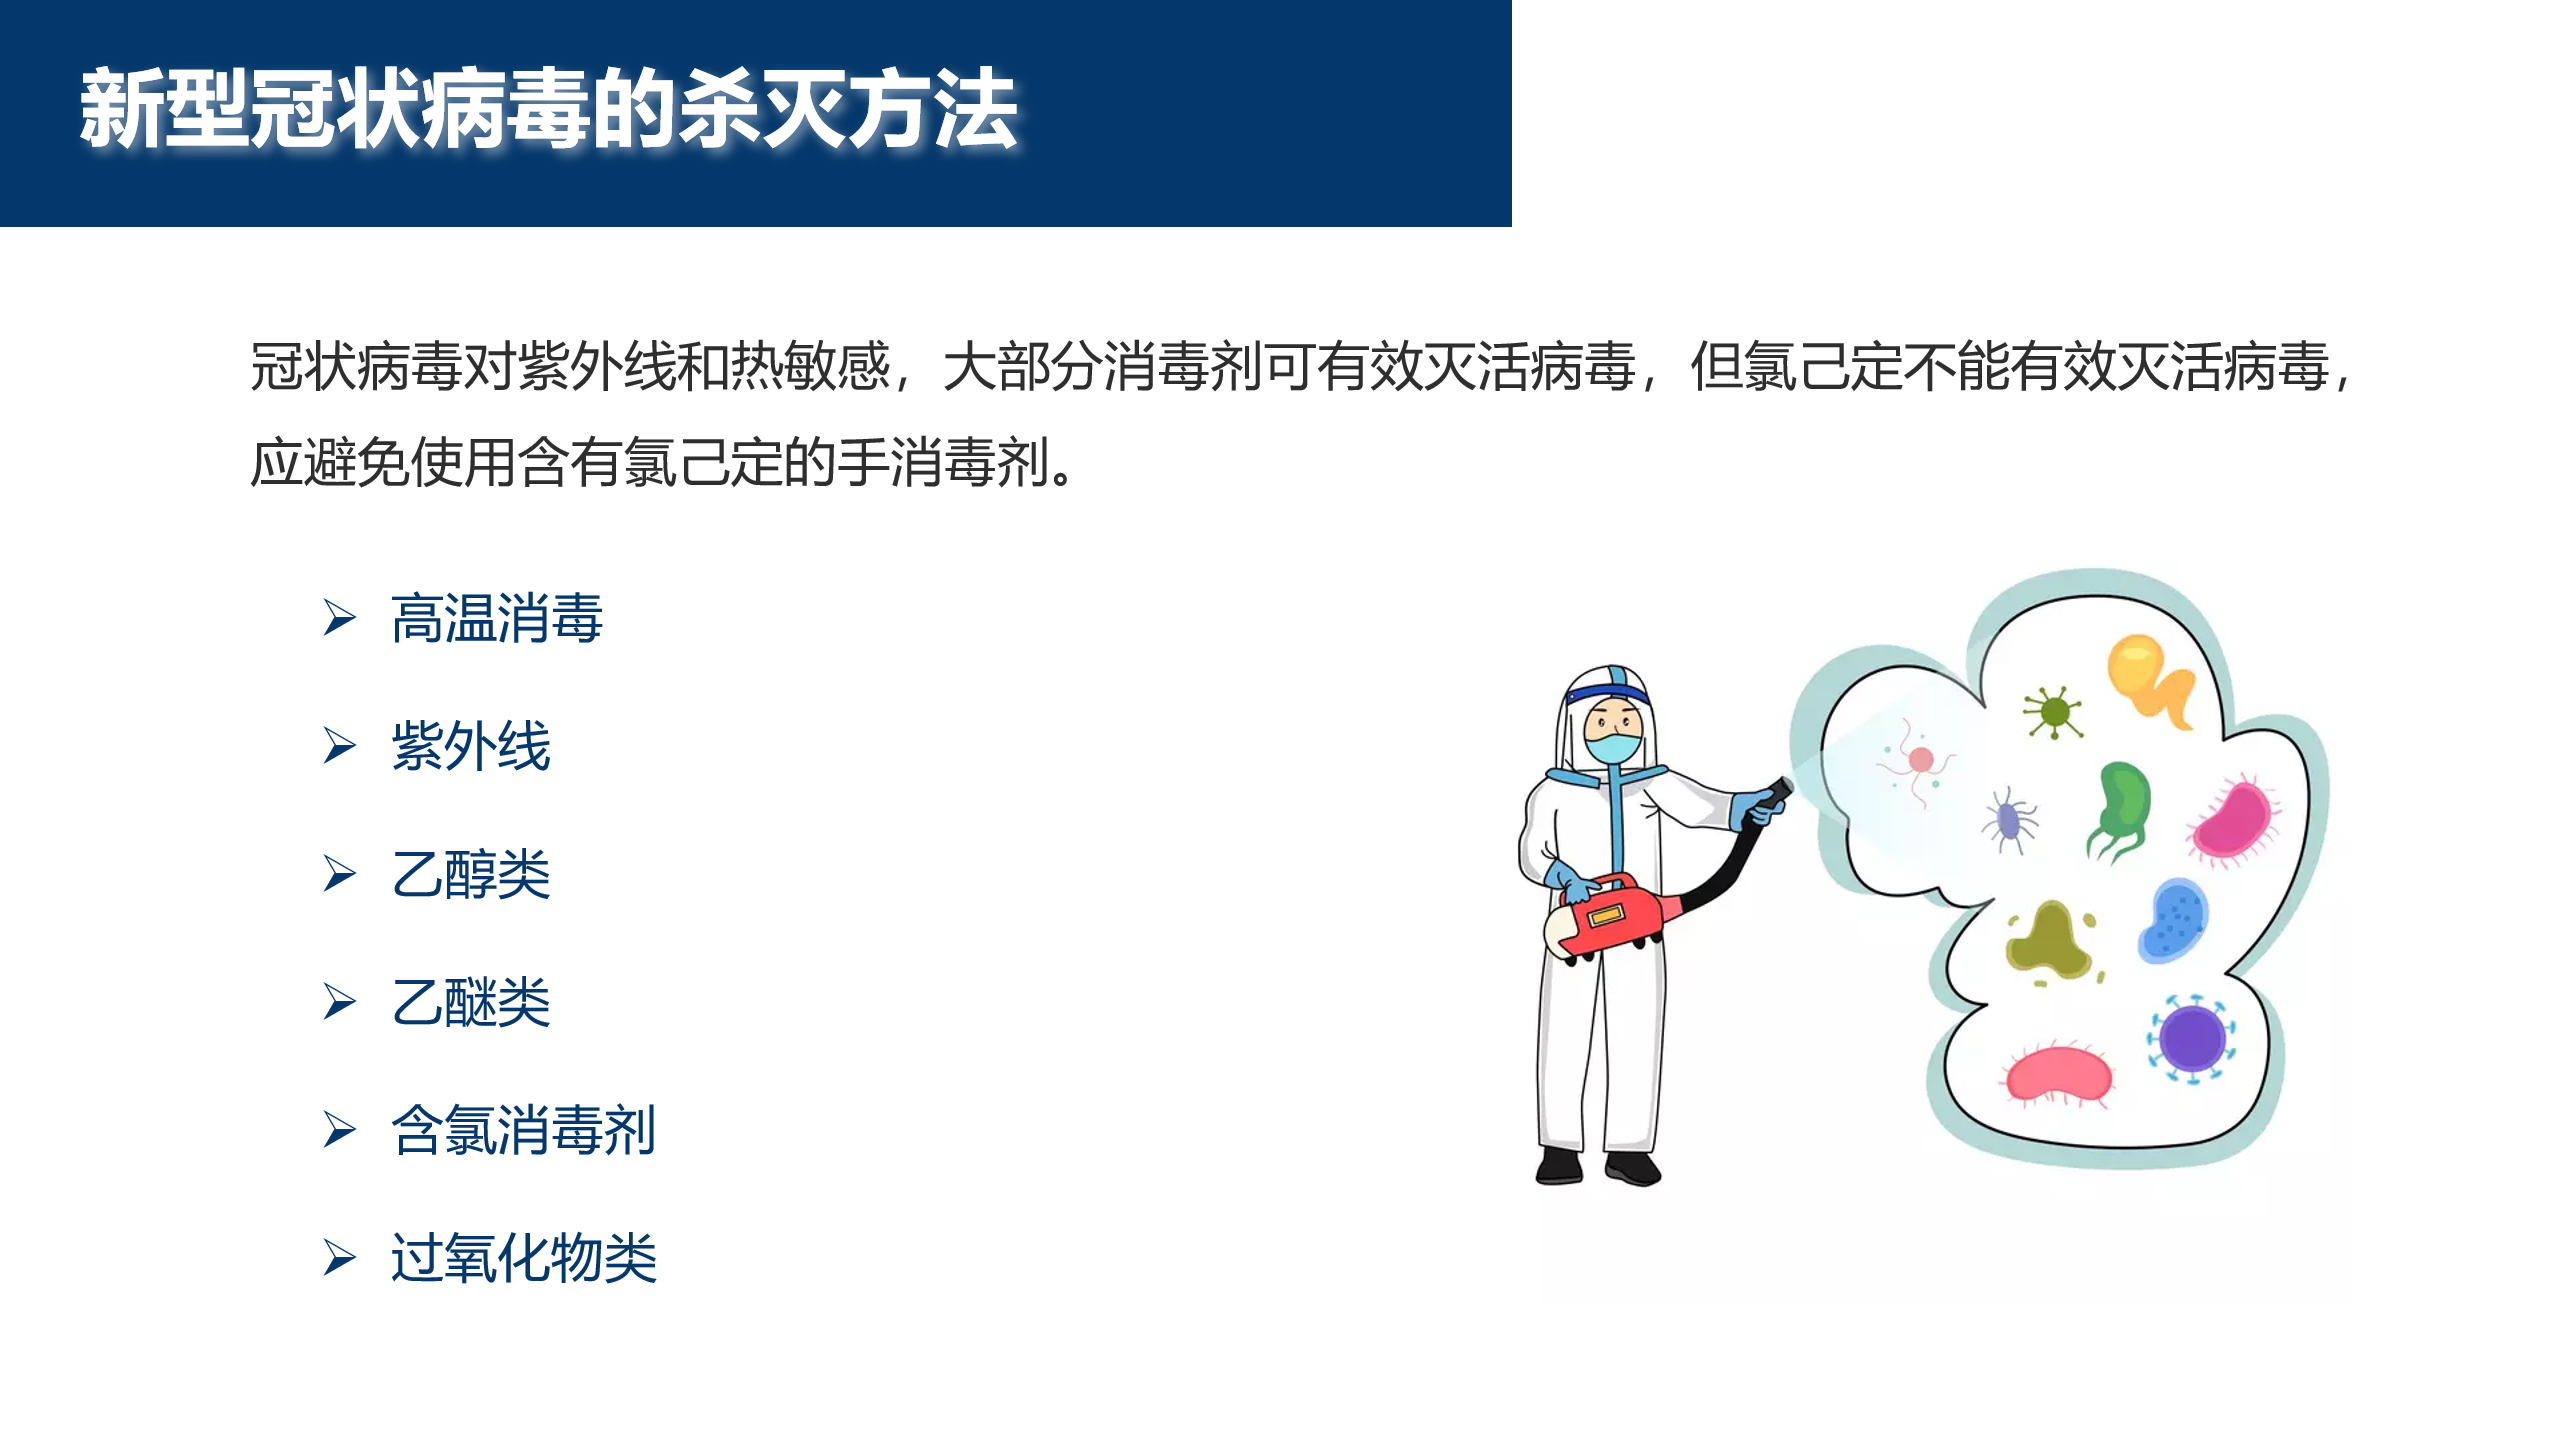 新型冠状病毒的杀灭方法
冠状病毒对紫外线和热敏感，大部分消毒剂可有效灭活病毒，但氯己定不能有效灭活病毒，
应避免使用含有氯己定的手消毒剂。
高温消毒
紫外线
乙醇类
乙醚类
含氯消毒剂
过氧化物类